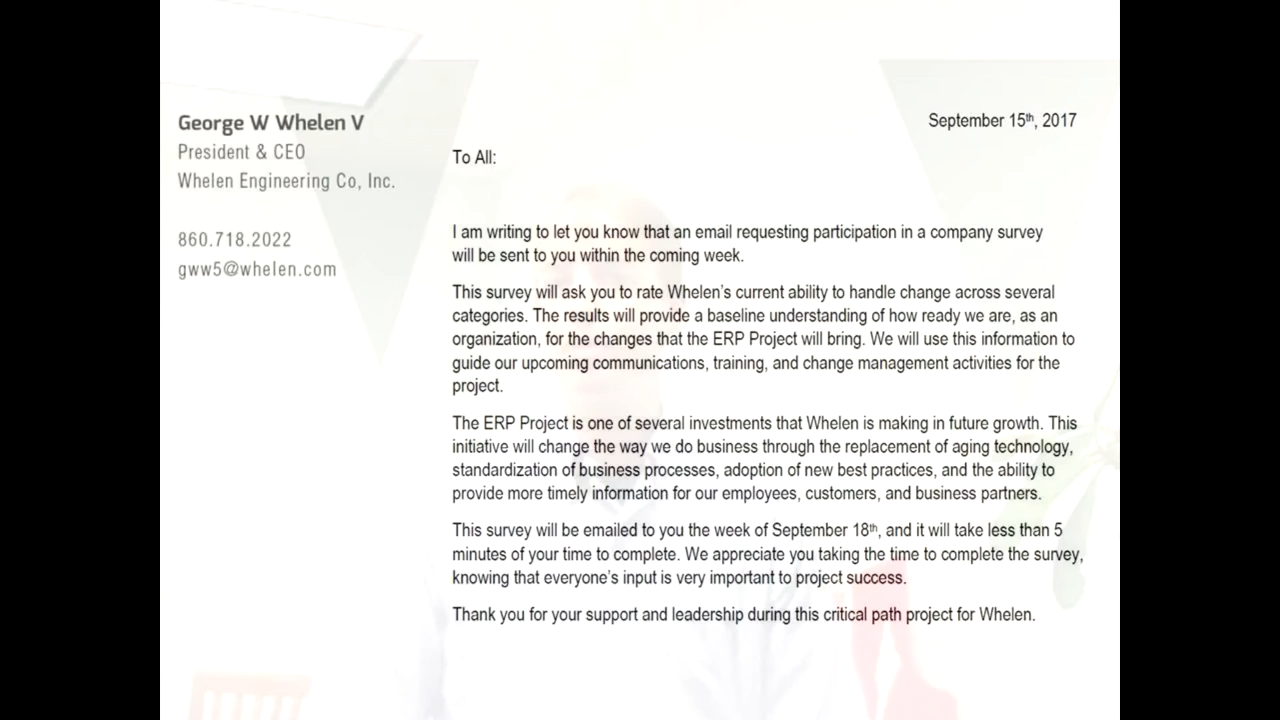 George W Whelen V
President & CEO
Whelen Engineering Co, Inc.
860.718.2022
gww5@whelen.com
September 15th, 2017
To All:
I am writing to let you know that an email requesting participation in a company survey
will be sent to you within the coming week.
This survey will ask you to rate Whelen’s current ability to handle change across several
categories. The results will provide a baseline understanding of how ready we are, as an
organization, for the changes that the ERP Project will bring. We will use this information to
guide our upcoming communications, training, and change management activities for the
project.
The ERP Project is one of several investments that Whelen is making in future growth. This
initiative will change the way we do business through the replacement of aging technology,
standardization of business processes, adoption of new best practices, and the ability to
provide more timely information for our employees, customers, and business partners.
This survey will be emailed to you the week of September 18th, and it will take less than 5
minutes of your time to complete. We appreciate you taking the time to complete the survey,
knowing that everyone’s input is very important to project success.
Thank you for your support and leadership during this critical path project for Whelen.